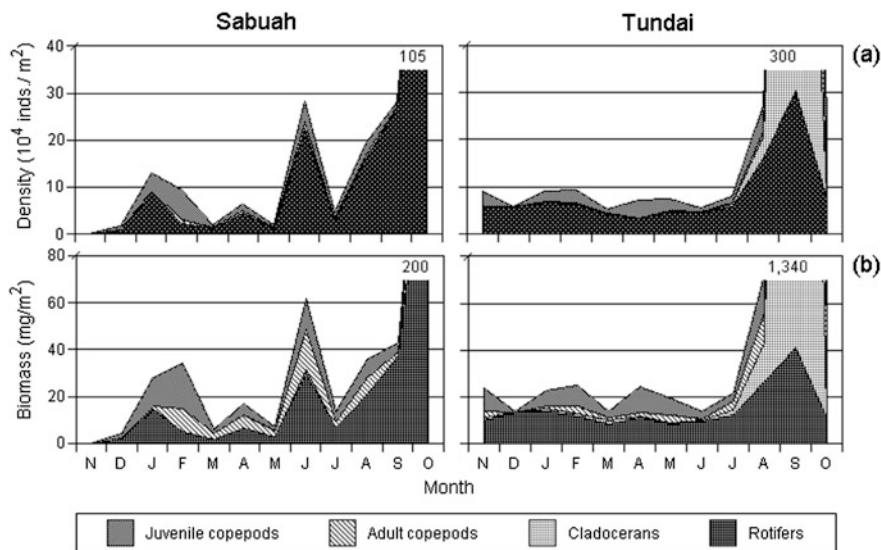 Sabuah Tundai
40 105 300 (a)
30
20
10
0
Density (10⁴ inds./ m²)
80 200 1,340 (b)
60
40
20
0
Biomass (mg/m²)
N D J F M A M J J A S O N D J F M A M J J A S O
Month
Juvenile copepods Adult copepods Cladocerans Rotifers